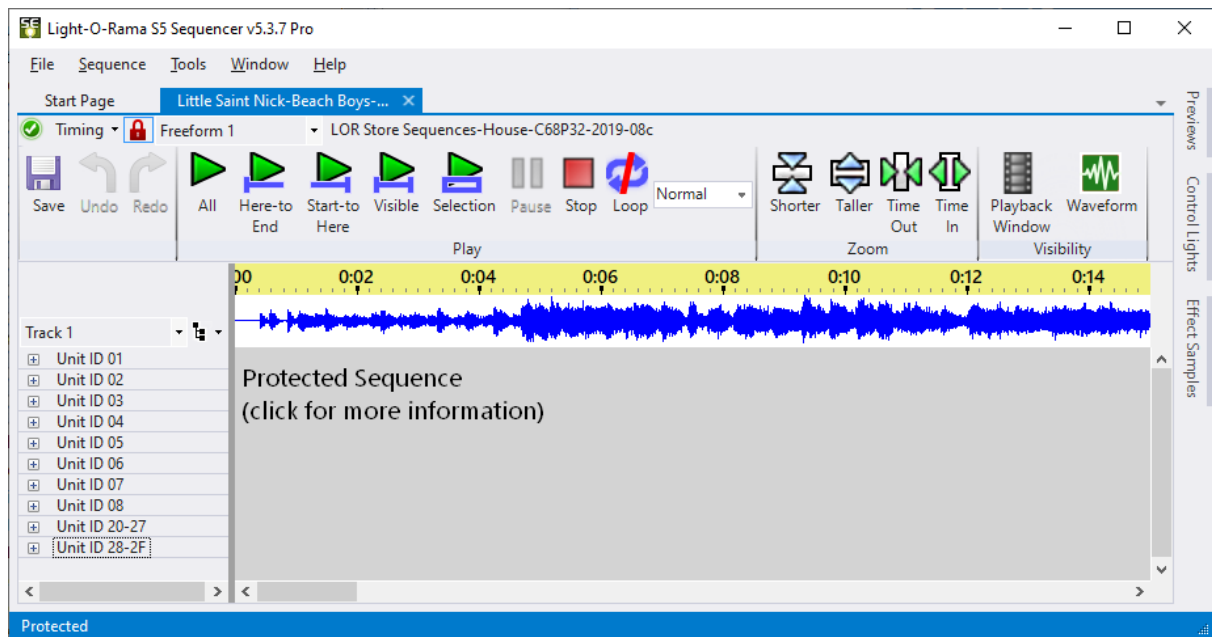 Light-O-Rama S5 Sequencer v5.3.7 Pro
File Sequence Tools Window Help
Start Page Little Saint Nick-Beach Boys-...
Timing Freeform 1 LOR Store Sequences-House-C68P32-2019-08c
Save Undo Redo All Here-to End Start-to Here Visible Selection Pause Stop Loop Normal Shorter Taller Time Out Time In Playback Window Waveform
Play Zoom Visibility
00 0:02 0:04 0:06 0:08 0:10 0:12 0:14
Track 1
Unit ID 01
Unit ID 02
Unit ID 03
Unit ID 04
Unit ID 05
Unit ID 06
Unit ID 07
Unit ID 08
Unit ID 20-27
Unit ID 28-2F
Protected Sequence
(click for more information)
Previews
Control Lights
Effect Samples
Protected